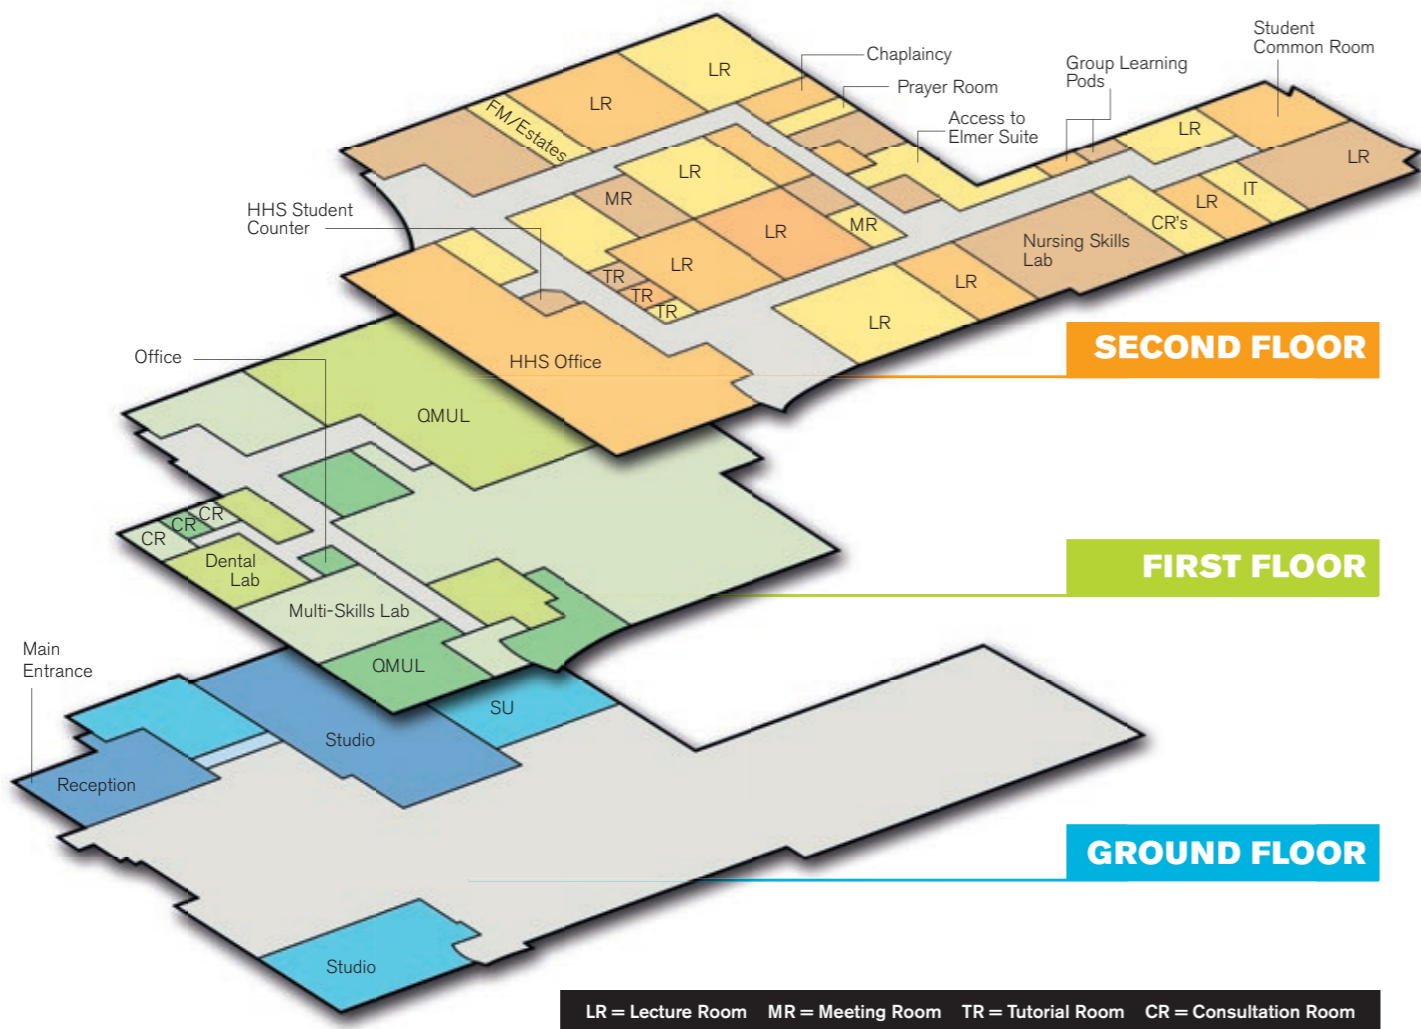 Student
Common Room
Chaplaincy
Group Learning
Pods
Prayer Room
Access to
Elmer Suite
LR
LR
FM/Estates
LR
LR
LR
IT
LR
CR's
MR
MR
LR
LR
Nursing Skills
Lab
HHS Student
Counter
TR
TR
TR
LR
LR
HHS Office
SECOND FLOOR
Office
QMUL
CR
CR
CR
Dental
Lab
Multi-Skills Lab
QMUL
FIRST FLOOR
Main
Entrance
SU
Studio
Reception
GROUND FLOOR
Studio
LR = Lecture Room MR = Meeting Room TR = Tutorial Room CR = Consultation Room